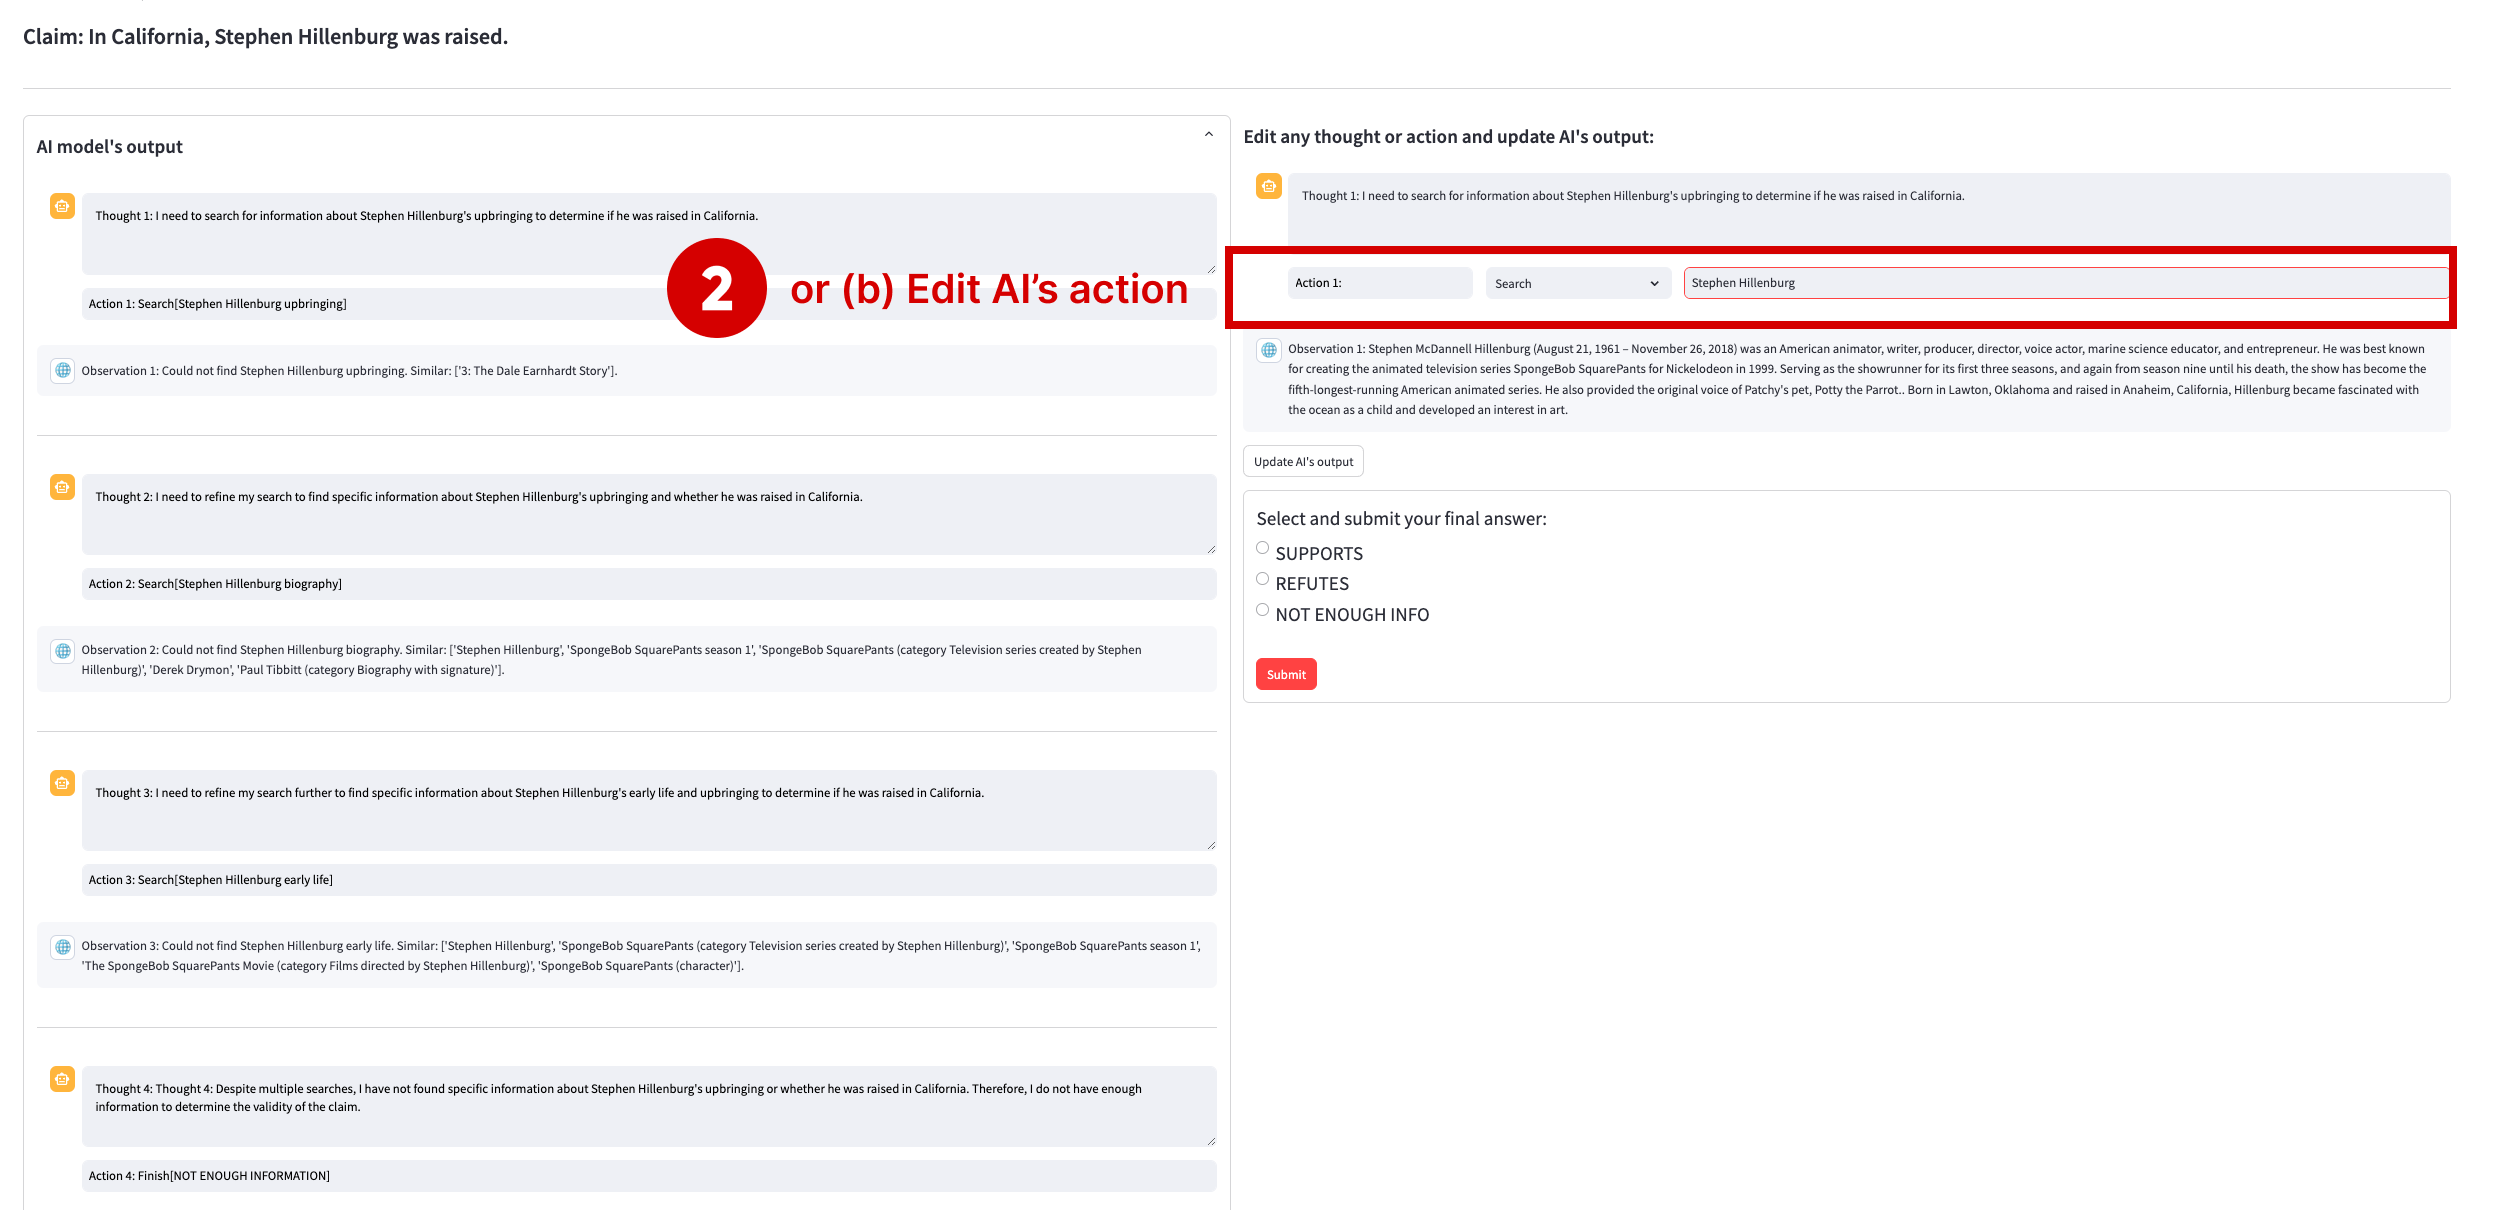 Claim: In California, Stephen Hillenburg was raised.
AI model's output
Thought 1: I need to search for information about Stephen Hillenburg's upbringing to determine if he was raised in California.
Action 1: Search[Stephen Hillenburg upbringing]
2 or (b) Edit AI’s action
Observation 1: Could not find Stephen Hillenburg upbringing. Similar: ['3: The Dale Earnhardt Story'].
Thought 2: I need to refine my search to find specific information about Stephen Hillenburg's upbringing and whether he was raised in California.
Action 2: Search[Stephen Hillenburg biography]
Observation 2: Could not find Stephen Hillenburg biography. Similar: ['Stephen Hillenburg', 'SpongeBob SquarePants season 1', 'SpongeBob SquarePants (category Television series created by Stephen
Hillenburg)', 'Derek Drymon', 'Paul Tibbitt (category Biography with signature)'].
Thought 3: I need to refine my search further to find specific information about Stephen Hillenburg's early life and upbringing to determine if he was raised in California.
Action 3: Search[Stephen Hillenburg early life]
Observation 3: Could not find Stephen Hillenburg early life. Similar: ['Stephen Hillenburg', 'SpongeBob SquarePants (category Television series created by Stephen Hillenburg)', 'SpongeBob SquarePants season 1',
'The SpongeBob SquarePants Movie (category Films directed by Stephen Hillenburg)', 'SpongeBob SquarePants (character)'].
Thought 4: Thought 4: Despite multiple searches, I have not found specific information about Stephen Hillenburg's upbringing or whether he was raised in California. Therefore, I do not have enough
information to determine the validity of the claim.
Action 4: Finish[NOT ENOUGH INFORMATION]
Edit any thought or action and update AI's output:
Thought 1: I need to search for information about Stephen Hillenburg's upbringing to determine if he was raised in California.
Action 1: Search Stephen Hillenburg
Observation 1: Stephen McDannell Hillenburg (August 21, 1961 – November 26, 2018) was an American animator, writer, producer, director, voice actor, marine science educator, and entrepreneur. He was best known
for creating the animated television series SpongeBob SquarePants for Nickelodeon in 1999. Serving as the showrunner for its first three seasons, and again from season nine until his death, the show has become the
fifth-longest-running American animated series. He also provided the original voice of Patchy's pet, Potty the Parrot.. Born in Lawton, Oklahoma and raised in Anaheim, California, Hillenburg became fascinated with
the ocean as a child and developed an interest in art.
Update AI's output
Select and submit your final answer:
SUPPORTS
REFUTES
NOT ENOUGH INFO
Submit